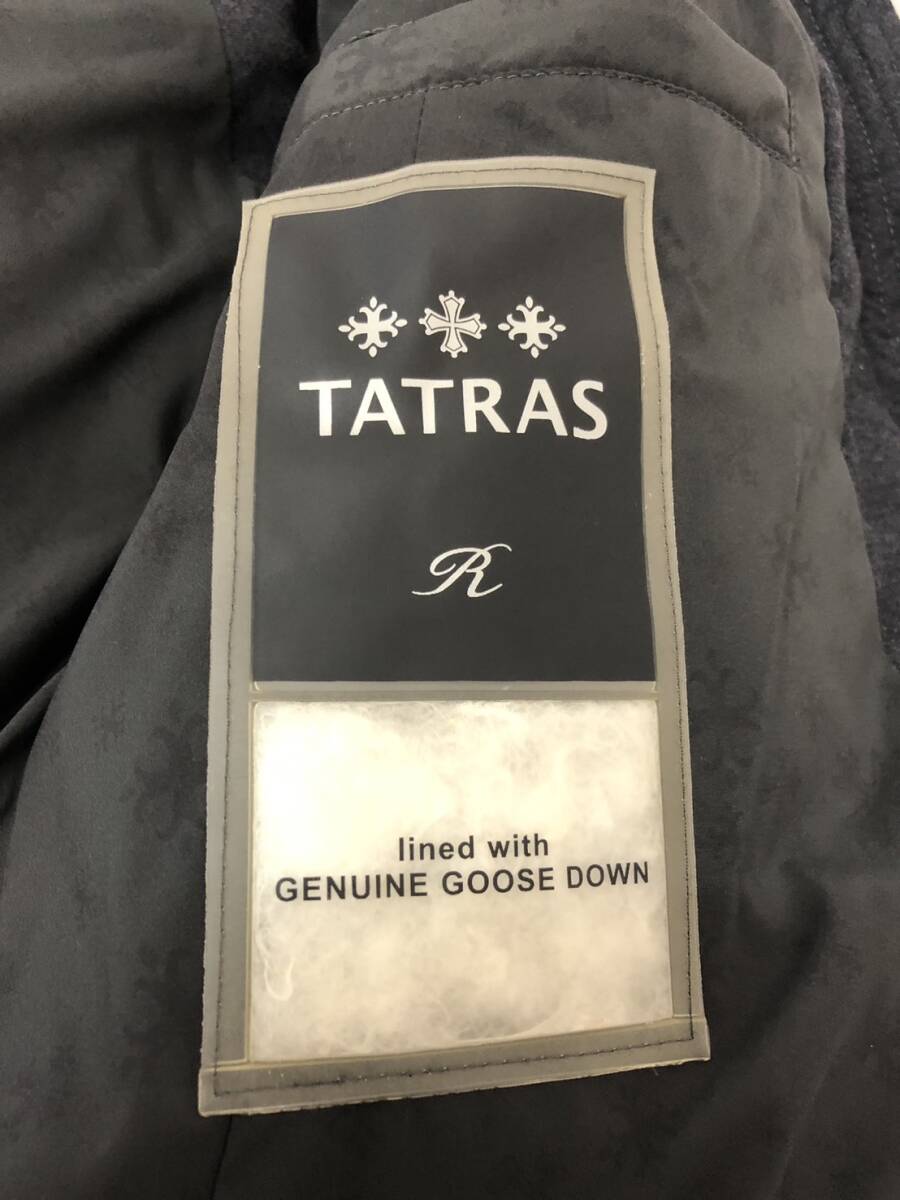 TATRAS
R
lined with
GENUINE GOOSE DOWN